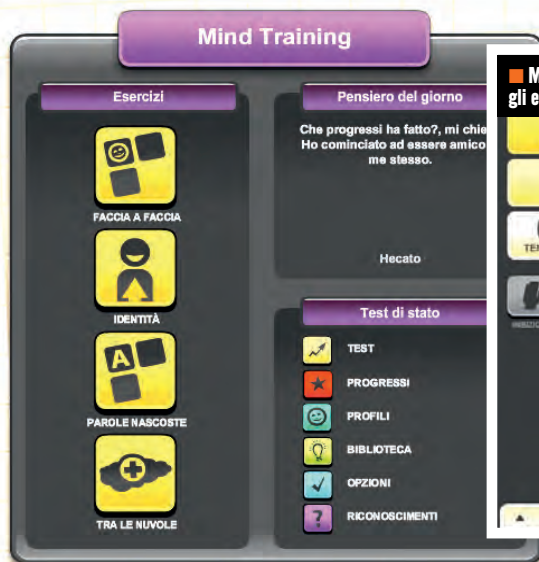 Mind Training
Esercizi
FACCIA A FACCIA
IDENTITÀ
A
PAROLE NASCOSTE
TRA LE NUVOLE
Pensiero del giorno
Che progressi ha fatto?, mi
Ho cominciato ad essere amico
me stesso.
Hecato
Test di stato
TEST
PROGRESSI
PROFILI
BIBLIOTECA
OPZIONI
? RICONOSCIMENTI
gli